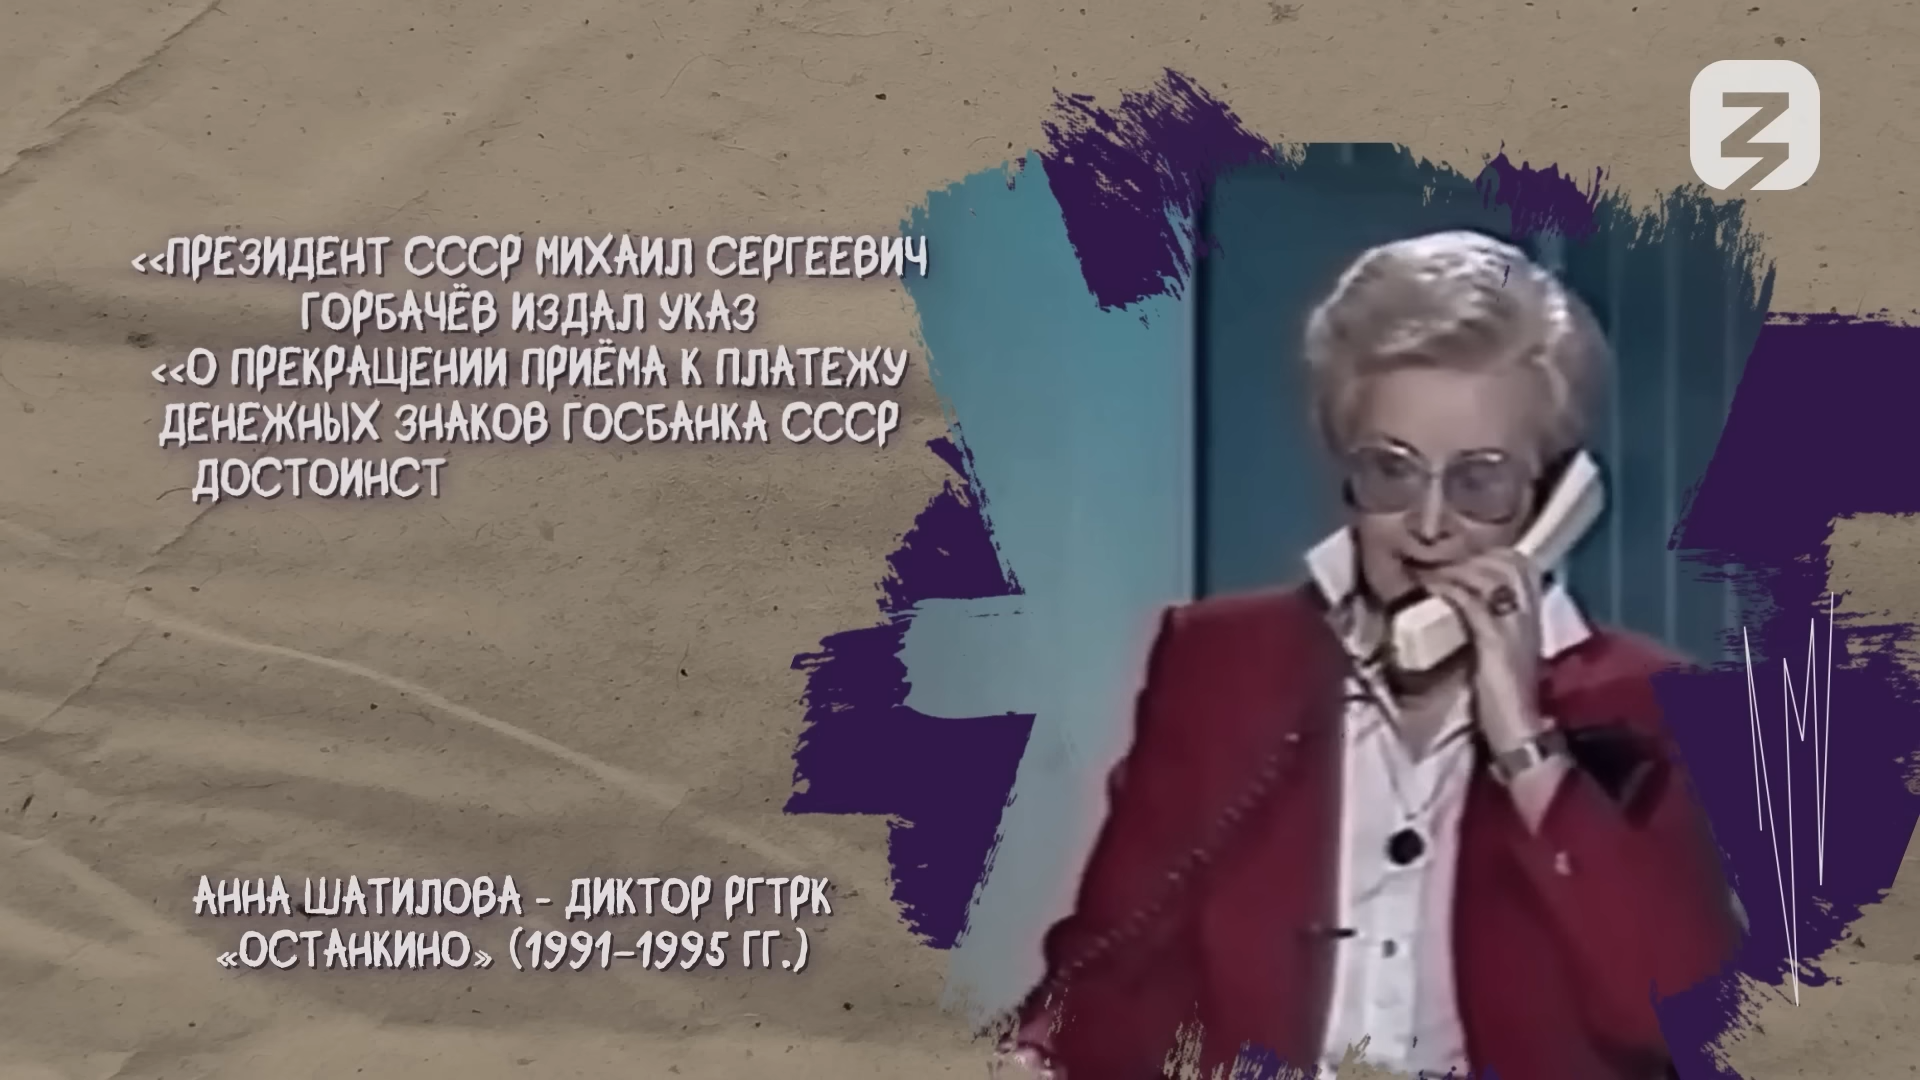 <<ПРЕЗИДЕНТ СССР МИХАИЛ СЕРГЕЕВИЧ
ГОРБАЧЁВ ИЗДАЛ УКАЗ
<<О ПРЕКРАЩЕНИИ ПРИЁМА К ПЛАТЕЖУ
ДЕНЕЖНЫХ ЗНАКОВ ГОСБАНКА СССР
ДОСТОИНСТ
АННА ШАТИЛОВА - ДИКТОР РГТРК
«ОСТАНКИНО» (1991-1995 ГГ.)